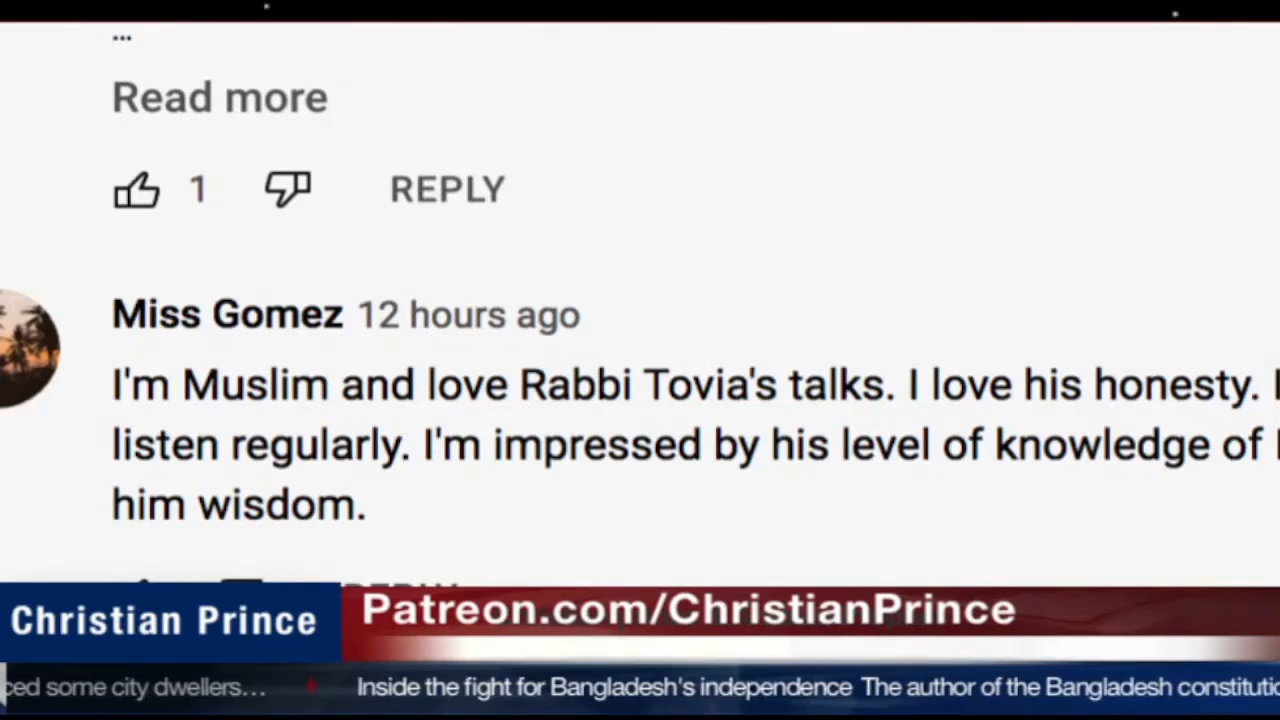 ...
Read more
1 REPLY
Miss Gomez 12 hours ago
I'm Muslim and love Rabbi Tovia's talks. I love his honesty.
listen regularly. I'm impressed by his level of knowledge of
him wisdom.
REPLY
Christian Prince Patreon.com/ChristianPrince
some city dwellers... Inside the fight for Bangladesh's independence The author of the Bangladesh